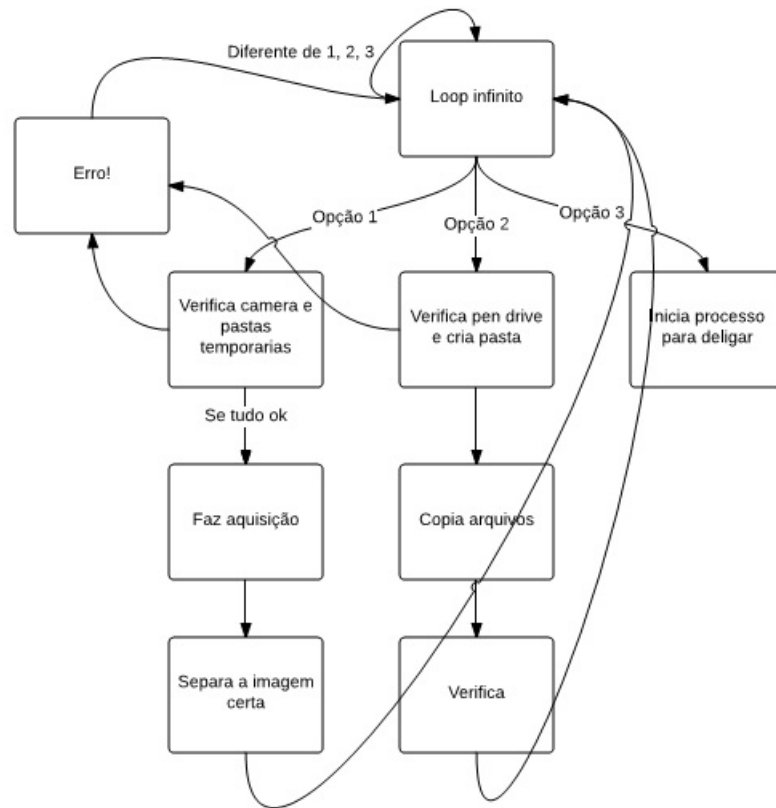 Diferente de 1, 2, 3
Loop infinito
Erro!
Opção 1
Opção 2
Opção 3
Verifica camera e
pastas
temporarias
Verifica pen drive
e cria pasta
Inicia processo
para deligar
Se tudo ok
Faz aquisição
Copia arquivos
Separa a imagem
certa
Verifica